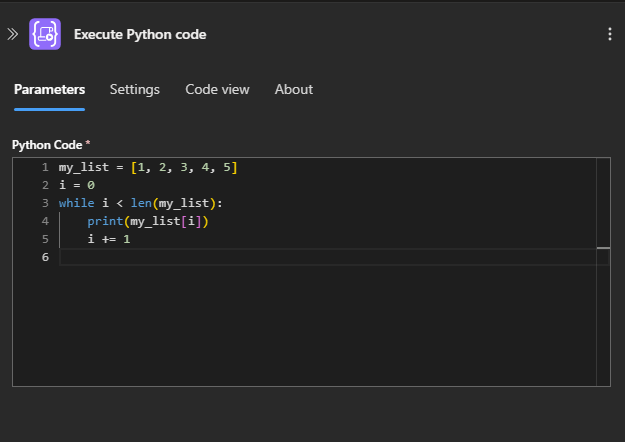 Execute Python code
Parameters Settings Code view About
Python Code *
1 my_list = [1, 2, 3, 4, 5]
2 i = 0
3 while i < len(my_list):
4     print(my_list[i])
5     i += 1
6